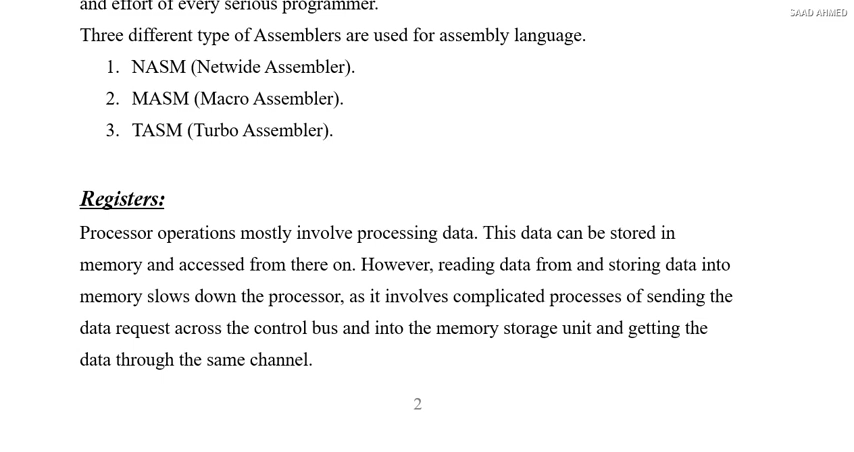 SAAD AHMED
and effort of every serious programmer.
Three different type of Assemblers are used for assembly language.
1. NASM (Netwide Assembler).
2. MASM (Macro Assembler).
3. TASM (Turbo Assembler).
Registers:
Processor operations mostly involve processing data. This data can be stored in
memory and accessed from there on. However, reading data from and storing data into
memory slows down the processor, as it involves complicated processes of sending the
data request across the control bus and into the memory storage unit and getting the
data through the same channel.
2